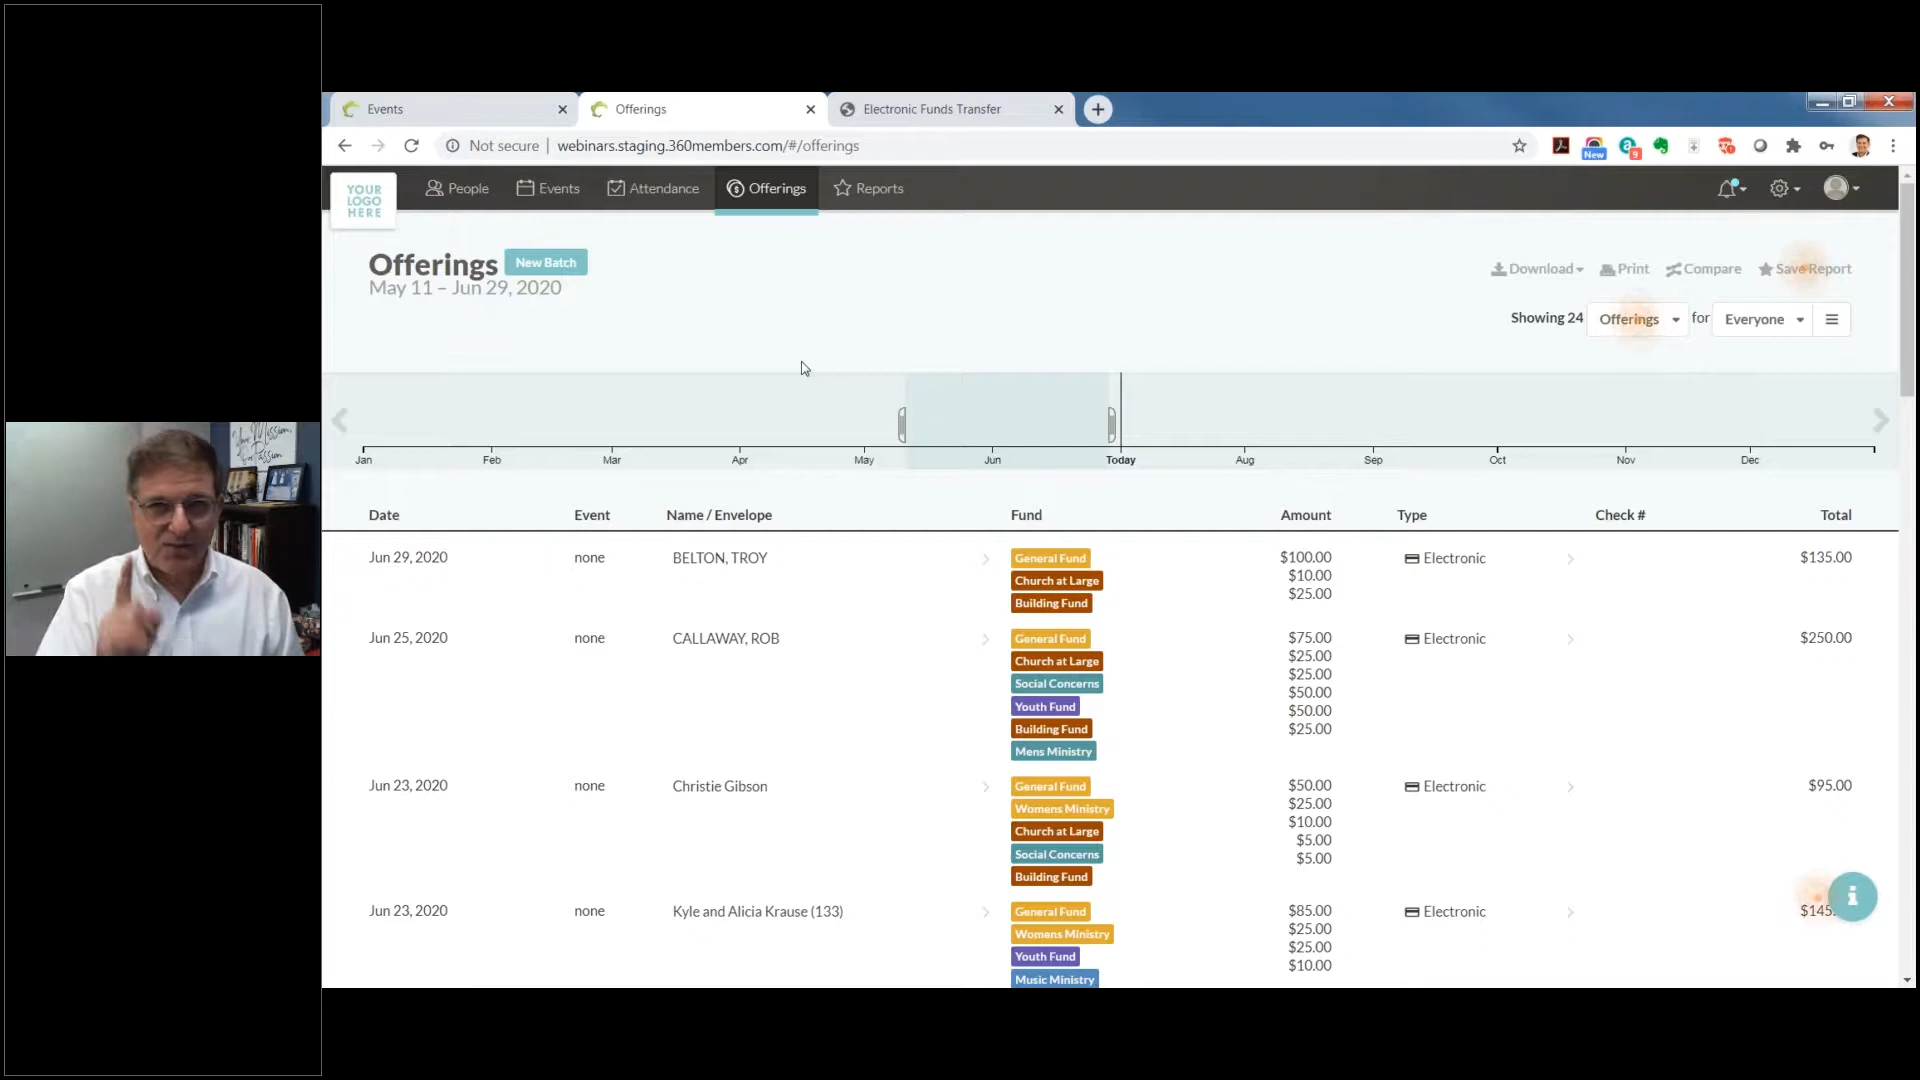 Events
Offerings
Electronic Funds Transfer
Not secure
webinars.staging.360members.com/#/offerings
New
9
YOUR
LOGO
HERE
People
Events
Attendance
Offerings
Reports
Offerings
New Batch
May 11 – Jun 29, 2020
Download
Print
Compare
Save Report
Showing 24
Offerings
for
Everyone
Jan
Feb
Mar
Apr
May
Jun
Today
Aug
Sep
Oct
Nov
Dec
Date
Event
Name / Envelope
Fund
Amount
Type
Check #
Total
Jun 29, 2020
none
BELTON, TROY
General Fund
Church at Large
Building Fund
$100.00
$10.00
$25.00
Electronic
$135.00
Jun 25, 2020
none
CALLAWAY, ROB
General Fund
Church at Large
Social Concerns
Youth Fund
Building Fund
Mens Ministry
$75.00
$25.00
$25.00
$50.00
$50.00
$25.00
Electronic
$250.00
Jun 23, 2020
none
Christie Gibson
General Fund
Womens Ministry
Church at Large
Social Concerns
Building Fund
$50.00
$25.00
$10.00
$5.00
$5.00
Electronic
$95.00
Jun 23, 2020
none
Kyle and Alicia Krause (133)
General Fund
Womens Ministry
Youth Fund
Music Ministry
$85.00
$25.00
$25.00
$10.00
Electronic
$145.